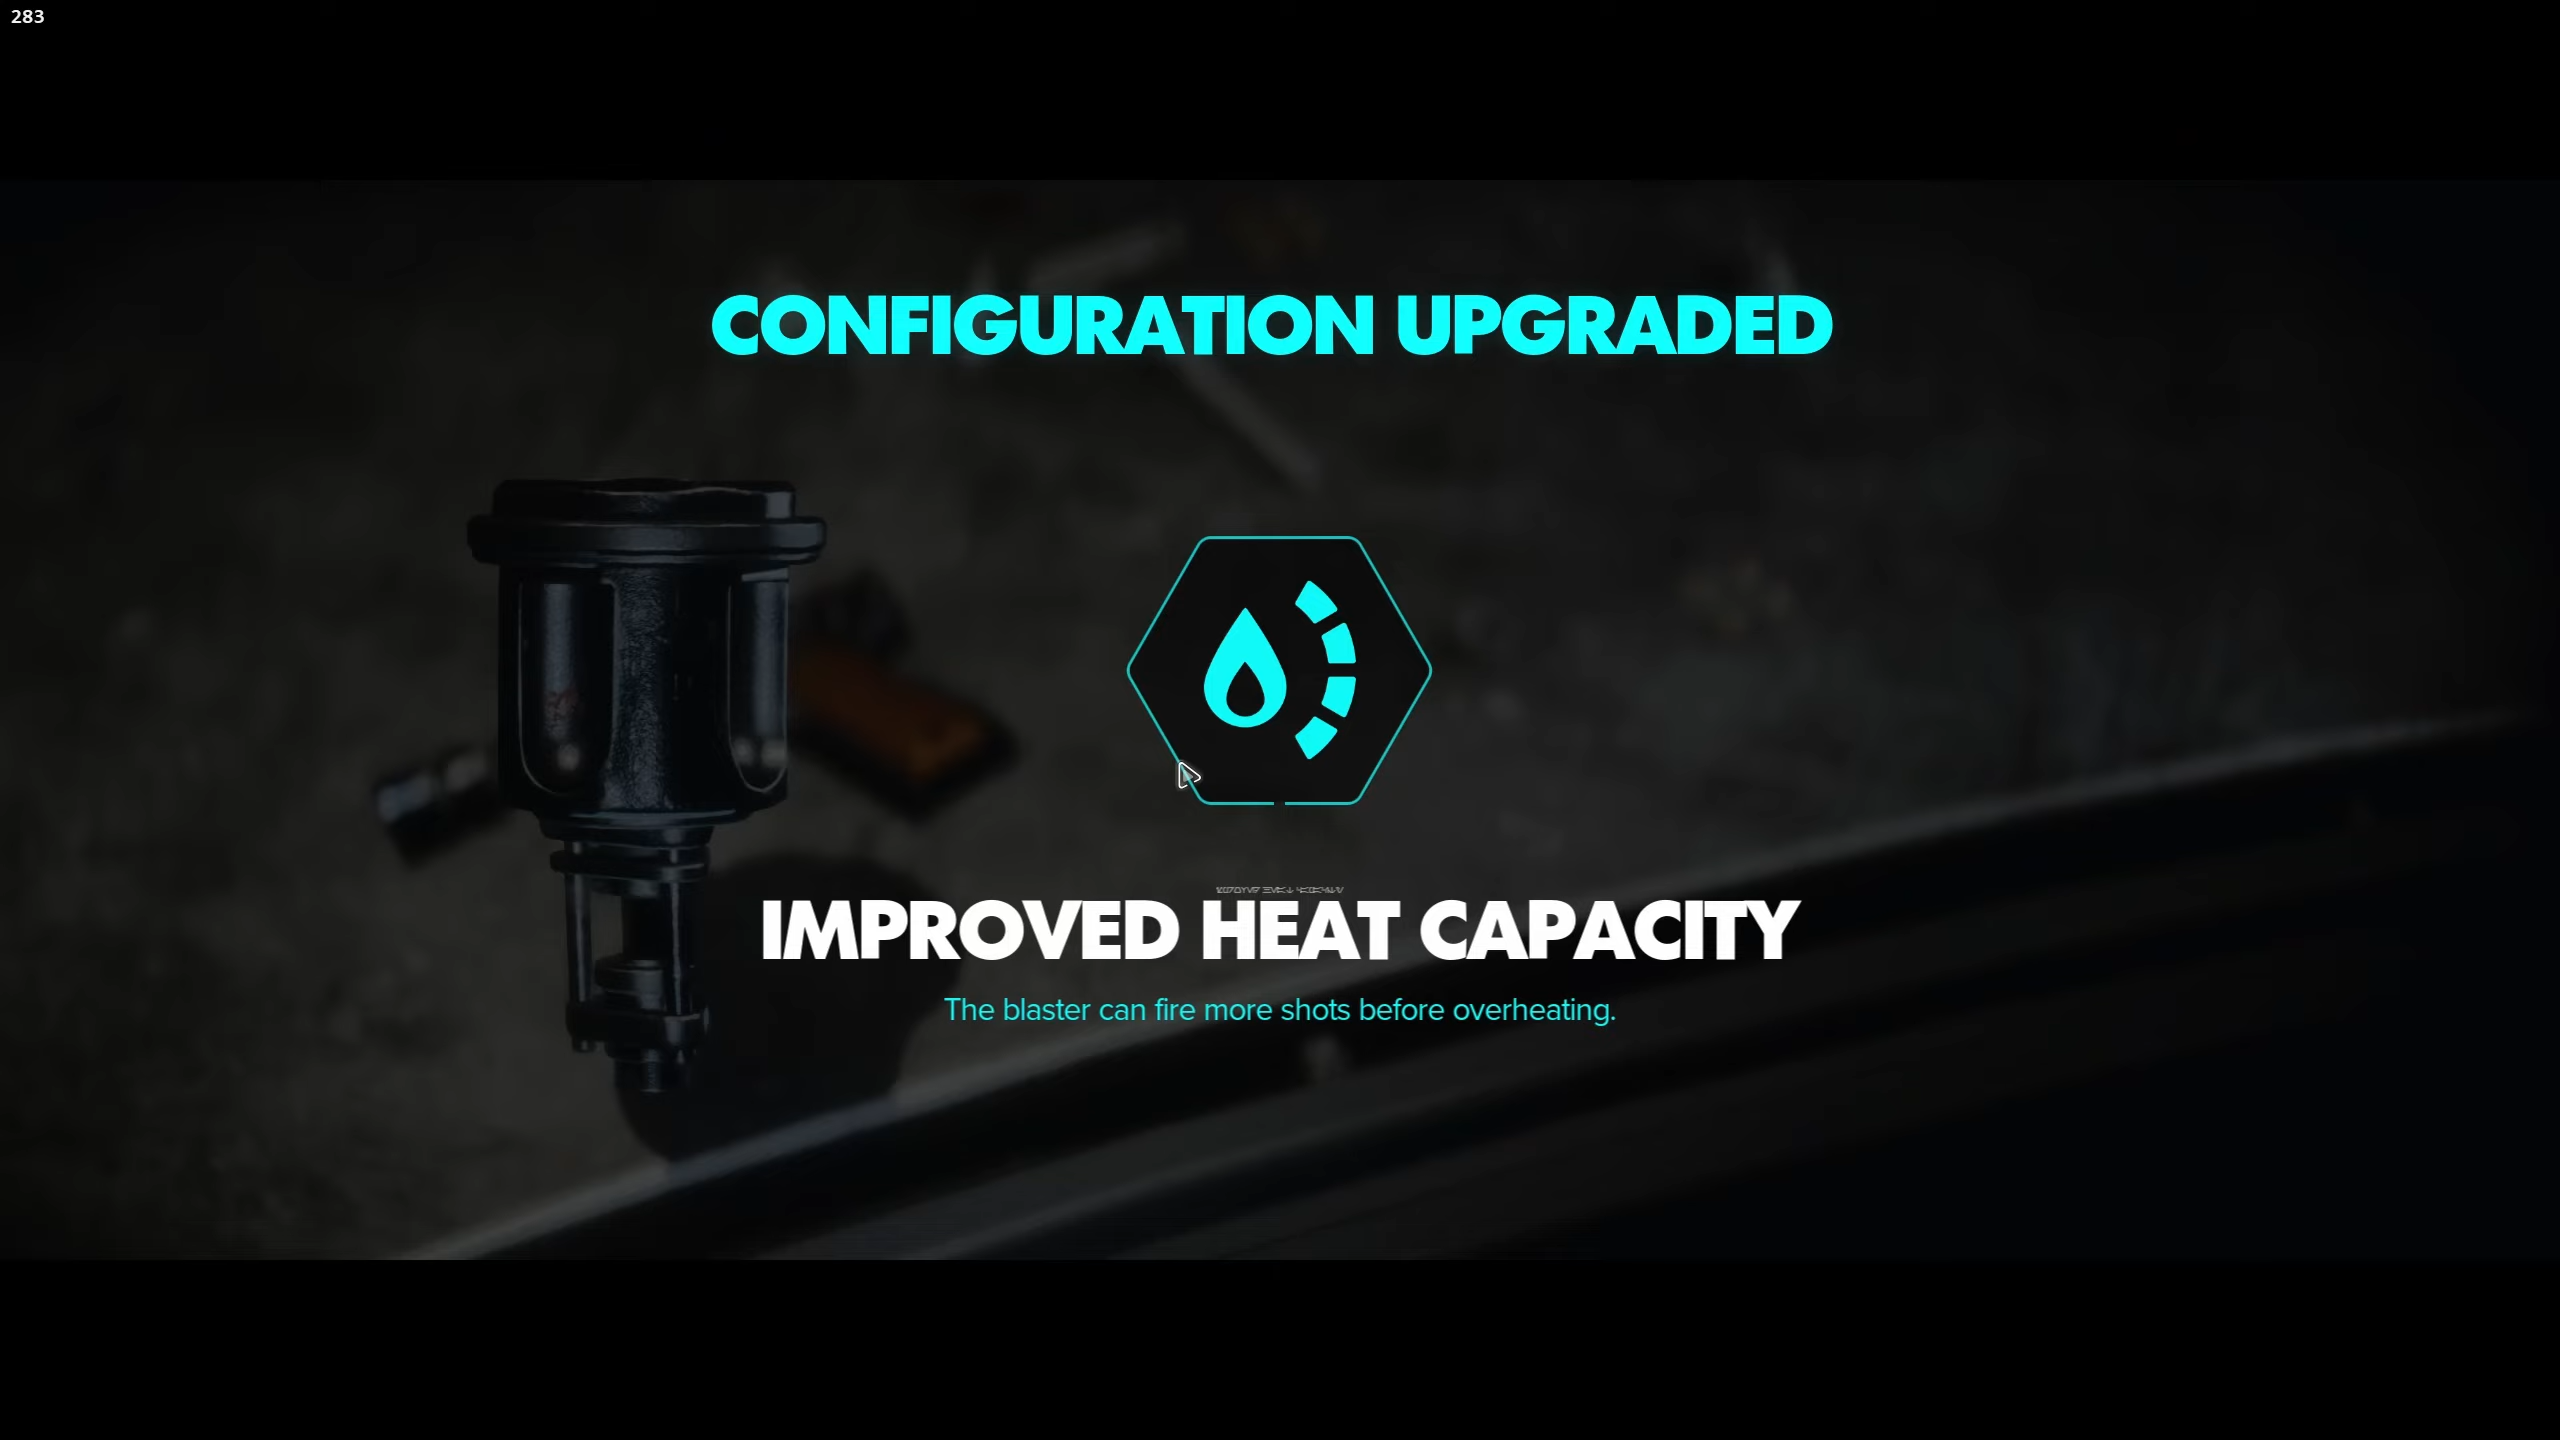 283
CONFIGURATION UPGRADED
IMPROVED HEAT CAPACITY
The blaster can fire more shots before overheating.